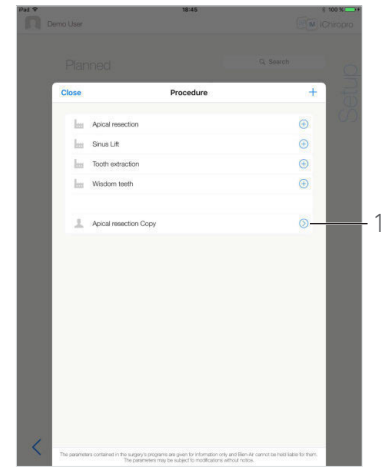 iPad 16:45 100 %
Demo User iChiropro
Planned Search
Setup
Close Procedure +
Apical resection
Sinus Lift
Tooth extraction
Wisdom teeth
Apical resection Copy
1
The parameters contained in the surgery's programs are given for information only and Bien-Air cannot be held liable for them.
The parameters may be subject to modifications without notice.